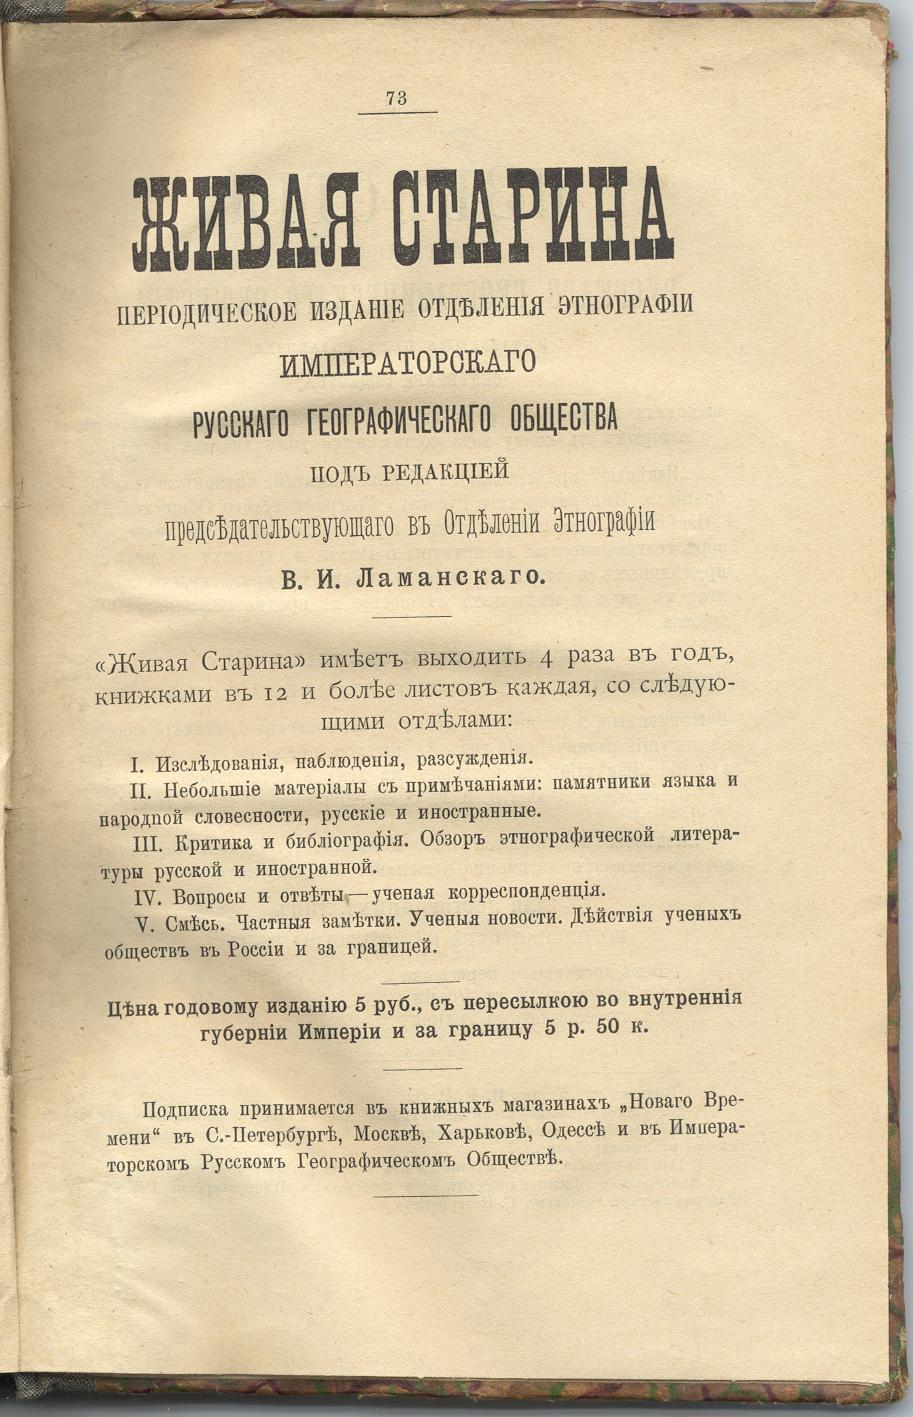 73
ЖИВАЯ СТАРИНА
ПЕРІОДИЧЕСКОЕ ИЗДАНІЕ ОТДѢЛЕНІЯ ЭТНОГРАФІИ
ИМПЕРАТОРСКАГО
РУССКАГО ГЕОГРАФИЧЕСКАГО ОБЩЕСТВА
ПОДЪ РЕДАКЦІЕЙ
предсѣдательствующаго въ Отдѣленіи Этнографіи
В. И. Ламанскаго.
«Живая Старина» имѣетъ выходить 4 раза въ годъ,
книжками въ 12 и болѣе листовъ каждая, со слѣдую-
щими отдѣлами:
I. Изслѣдованія, наблюденія, разсужденія.
II. Небольшіе матеріалы съ примѣчаніями: памятники языка и
народной словесности, русскіе и иностранные.
III. Критика и библіографія. Обзоръ этнографической литера-
туры русской и иностранной.
IV. Вопросы и отвѣты—ученая корреспонденція.
V. Смѣсь. Частныя замѣтки. Ученыя новости. Дѣйствія ученыхъ
обществъ въ Россіи и за границей.
Цѣна годовому изданію 5 руб., съ пересылкою во внутреннія
губерніи Имперіи и за границу 5 р. 50 к.
Подписка принимается въ книжныхъ магазинахъ „Новаго Вре-
мени“ въ С.-Петербургѣ, Москвѣ, Харьковѣ, Одессѣ и въ Импера-
торскомъ Русскомъ Географическомъ Обществѣ.